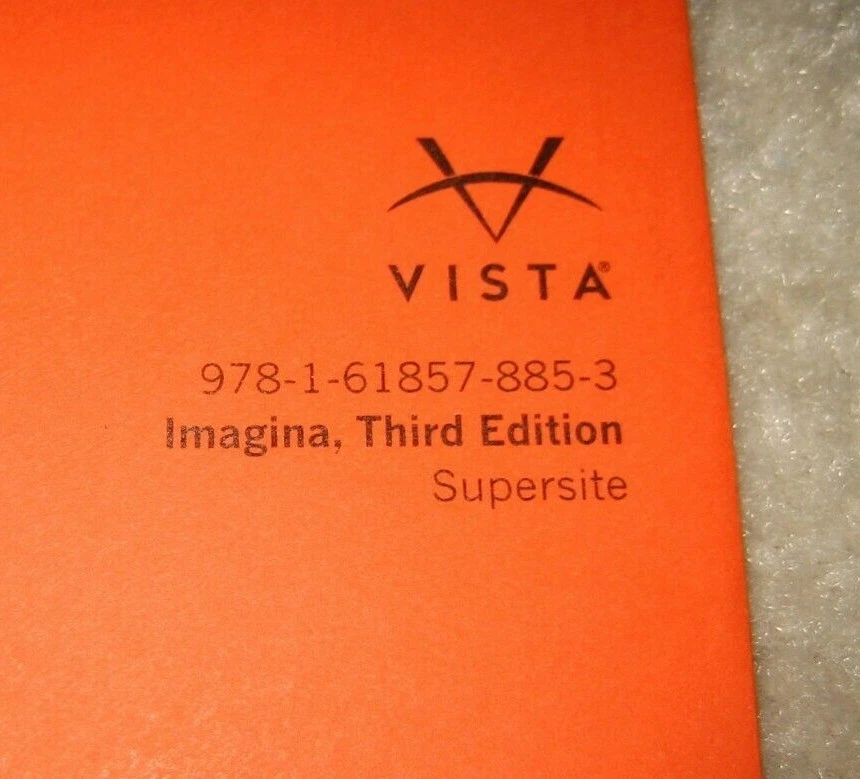 VISTA®
978-1-61857-885-3
Imagina, Third Edition
Supersite